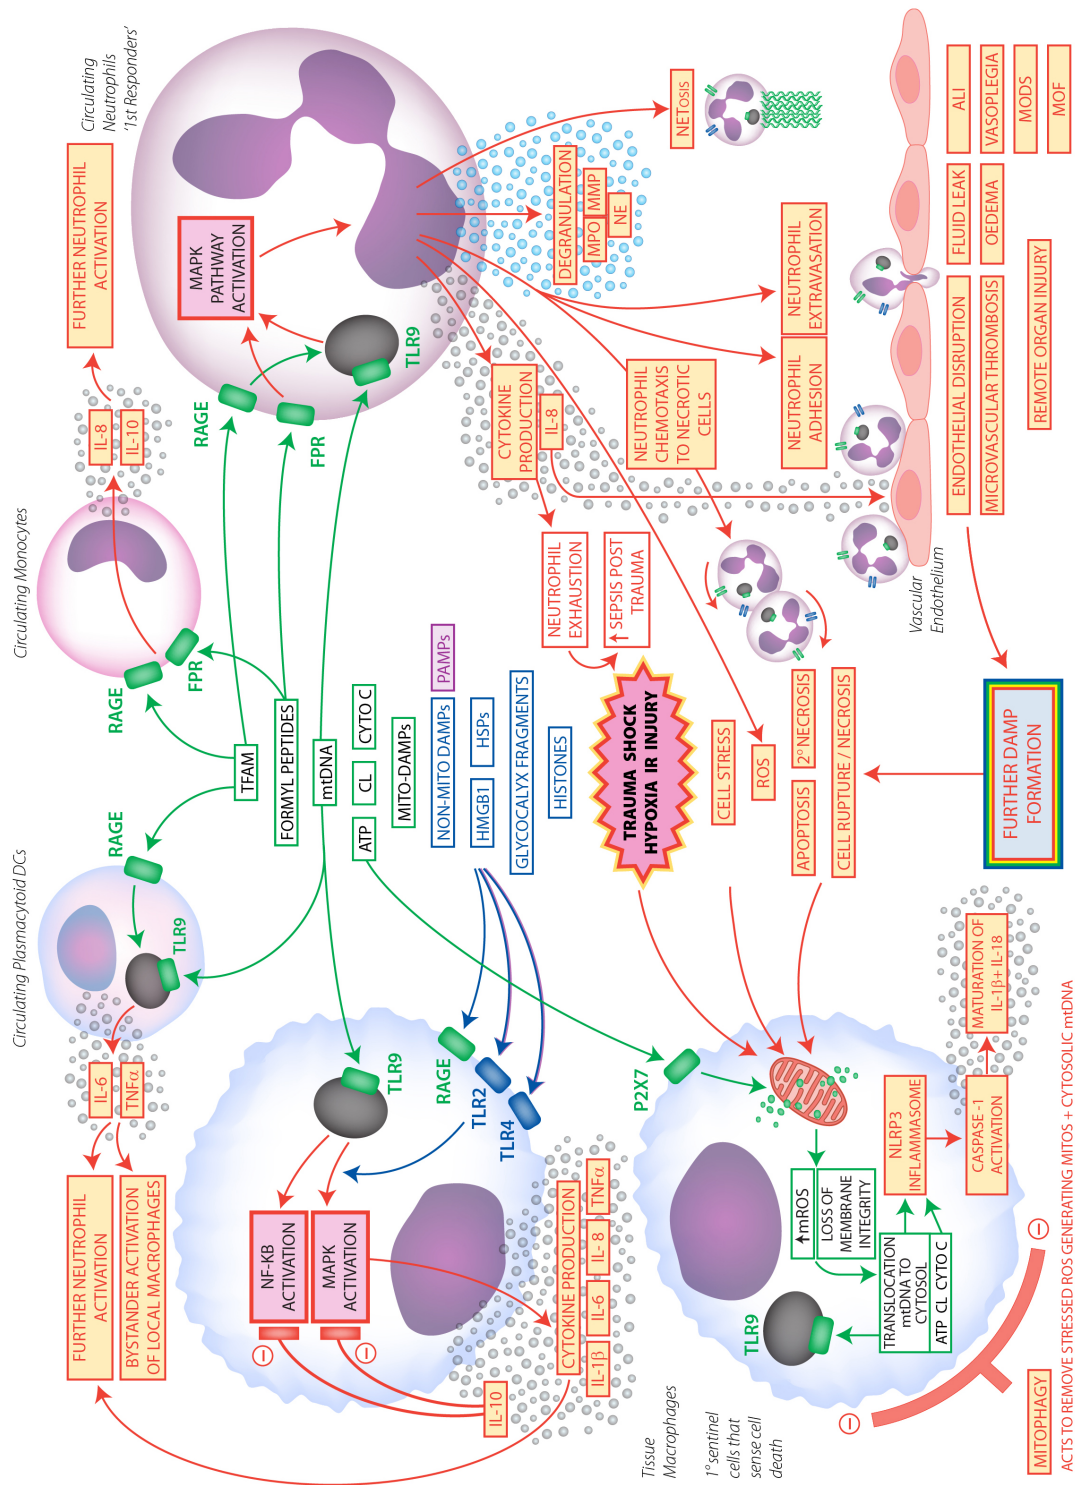 Circulating Plasmacytoid DCs
Circulating Monocytes
Circulating
Neutrophils
‘1st Responders’
FURTHER NEUTROPHIL
ACTIVATION
BYSTANDER ACTIVATION
OF LOCAL MACROPHAGES
IL-6
TNFα
TLR9
RAGE
RAGE
FPR
IL-8
IL-10
FURTHER NEUTROPHIL
ACTIVATION
MAPK
PATHWAY
ACTIVATION
RAGE
FPR
TLR9
TFAM
FORMYL PEPTIDES
mtDNA
ATP
CL
CYTO C
MITO-DAMPs
NON-MITO DAMPs
PAMPs
HMGB1
HSPs
GLYCOCALYX FRAGMENTS
HISTONES
NF-KB
ACTIVATION
MAPK
ACTIVATION
−
−
TLR9
RAGE
TLR2
TLR4
IL-10
CYTOKINE PRODUCTION
IL-1β
IL-6
IL- 8
TNFα
CYTOKINE
PRODUCTION
IL-8
DEGRANULATION
MPO
MMP
NE
NETOSIS
NEUTROPHIL
EXHAUSTION
↑ SEPSIS POST
TRAUMA
NEUTROPHIL
CHEMOTAXIS
TO NECROTIC
CELLS
NEUTROPHIL
ADHESION
NEUTROPHIL
EXTRAVASATION
TRAUMA SHOCK
HYPOXIA IR INJURY
CELL STRESS
ROS
APOPTOSIS
2° NECROSIS
CELL RUPTURE / NECROSIS
Tissue
Macrophages
1° sentinel
cells that
sense cell
death
P2X7
TLR9
↑mROS
LOSS OF
MEMBRANE
INTEGRITY
TRANSLOCATION
mtDNA TO
CYTOSOL
ATP CL CYTO C
NLRP3
INFLAMMASOME
CASPASE -1
ACTIVATION
MATURATION OF
IL-1β+ IL-18
−
−
MITOPHAGY
ACTS TO REMOVE STRESSED ROS GENERATING MITOS + CYTOSOLIC mtDNA
Vascular
Endothelium
ENDOTHELIAL DISRUPTION
FLUID LEAK
ALI
MICROVASCULAR THROMBOSIS
OEDEMA
VASOPLEGIA
REMOTE ORGAN INJURY
MODS
MOF
FURTHER DAMP
FORMATION